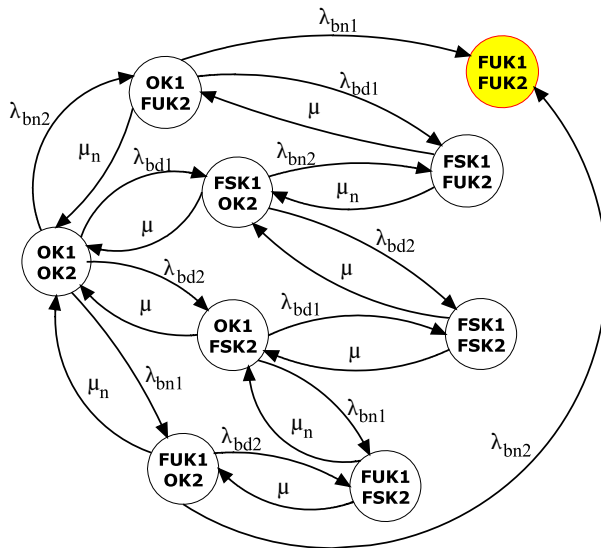 λbn1
FUK1
FUK2
OK1
FUK2
λbd1
λbn2
μ
μn
λbd1
λbn2
FSK1
FUK2
FSK1
OK2
μn
μ
λbd2
OK1
OK2
λbd2
μ
μ
λbd1
OK1
FSK2
FSK1
FSK2
μ
μn
λbn1
λbn1
μn
λbd2
λbn2
FUK1
OK2
μ
FUK1
FSK2